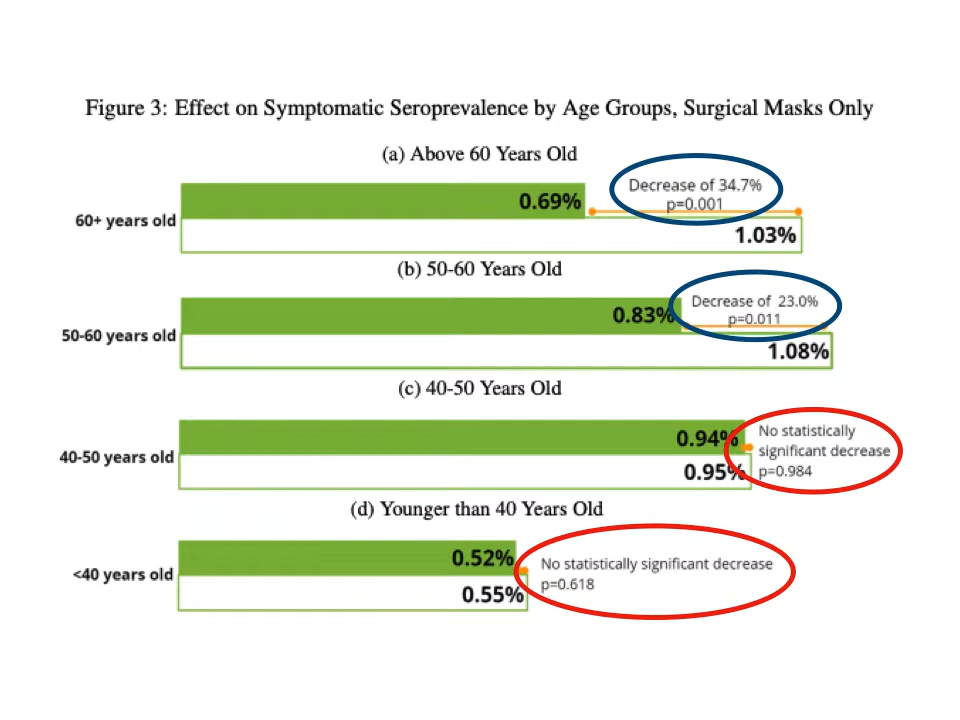 Figure 3: Effect on Symptomatic Seroprevalence by Age Groups, Surgical Masks Only
(a) Above 60 Years Old
60+ years old
0.69%
Decrease of 34.7%
p=0.001
1.03%
(b) 50-60 Years Old
50-60 years old
0.83%
Decrease of 23.0%
p=0.011
1.08%
(c) 40-50 Years Old
40-50 years old
0.94%
0.95%
No statistically
significant decrease
p=0.984
(d) Younger than 40 Years Old
<40 years old
0.52%
0.55%
No statistically significant decrease
p=0.618